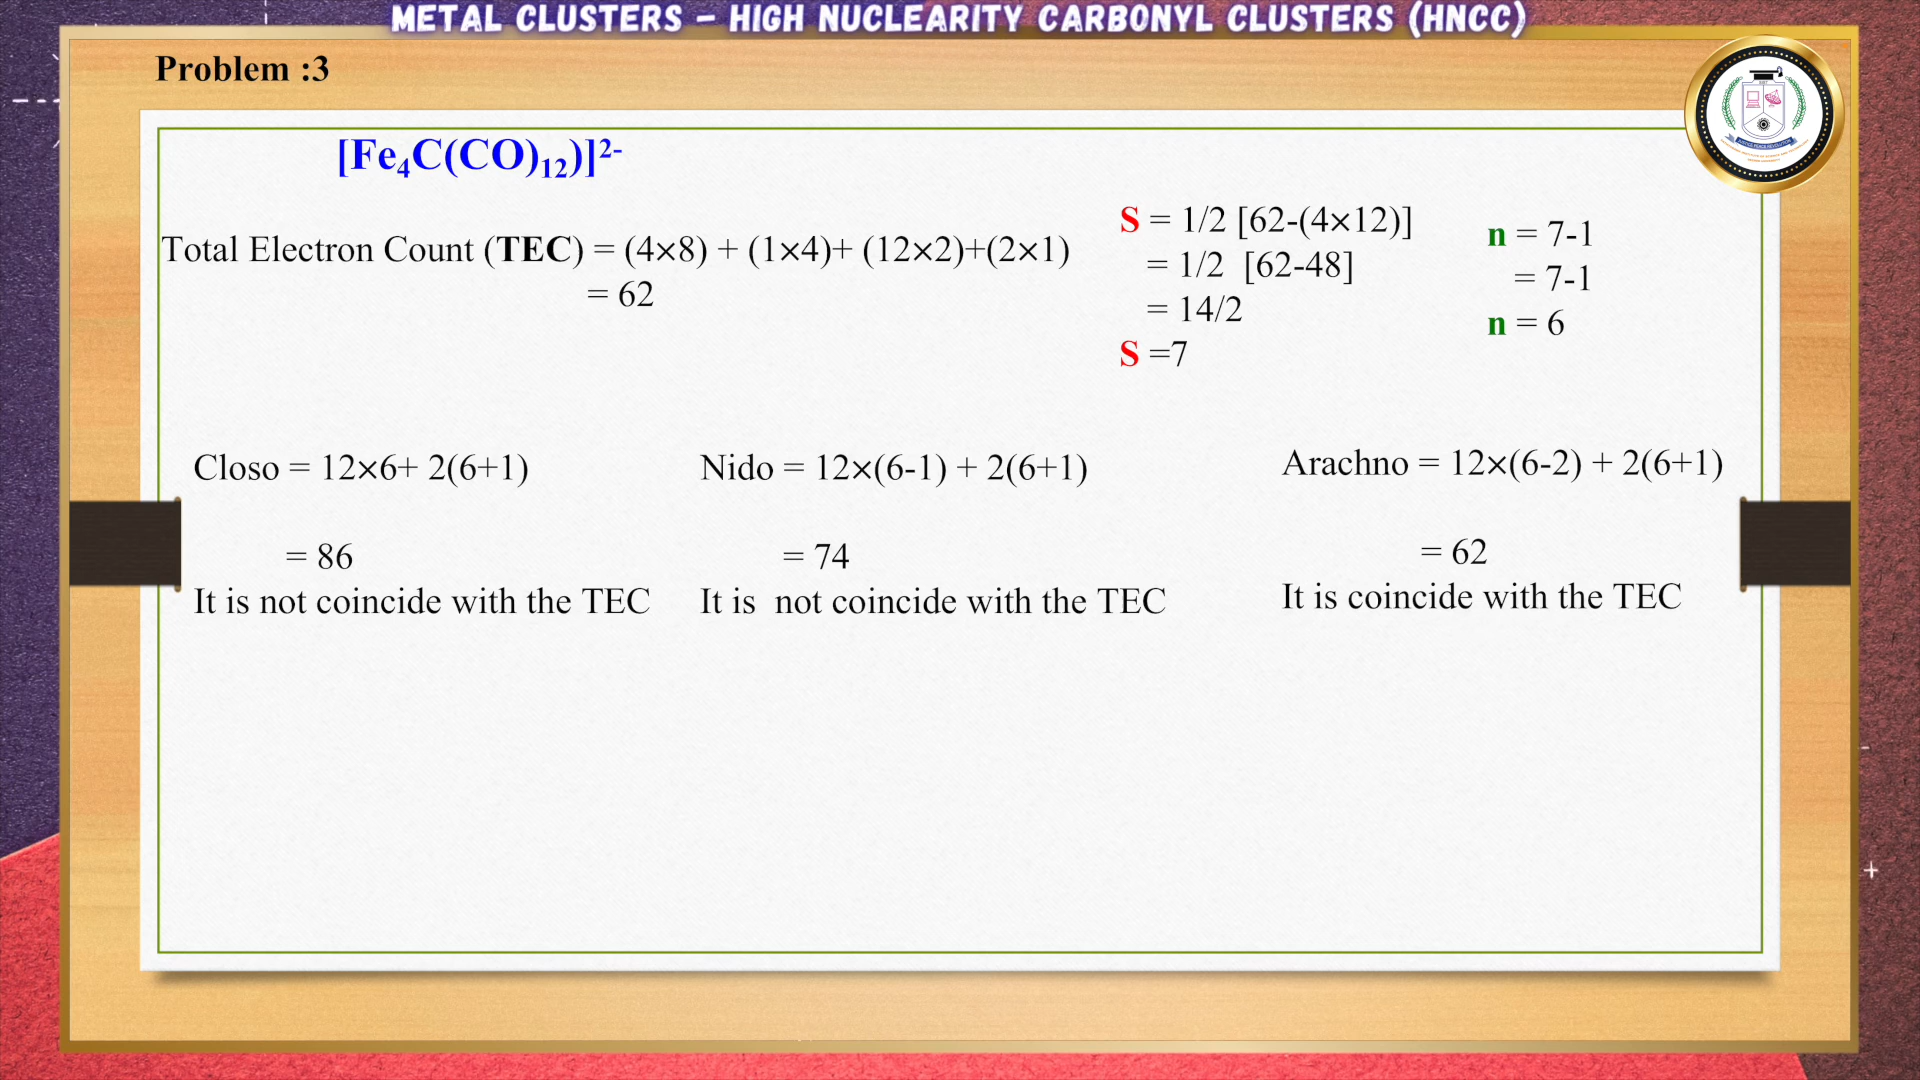 METAL CLUSTERS – HIGH NUCLEARITY CARBONYL CLUSTERS (HNCC)
Problem :3
[Fe₄C(CO)₁₂)]²⁻
Total Electron Count (TEC) = (4×8) + (1×4)+ (12×2)+(2×1)
= 62
S = 1/2 [62-(4×12)]
= 1/2 [62-48]
= 14/2
S =7
n = 7-1
= 7-1
n = 6
Closo = 12×6+ 2(6+1)
= 86
It is not coincide with the TEC
Nido = 12×(6-1) + 2(6+1)
= 74
It is not coincide with the TEC
Arachno = 12×(6-2) + 2(6+1)
= 62
It is coincide with the TEC